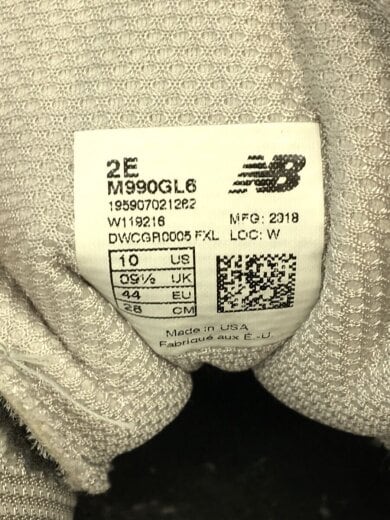 2E
M990GL6
195907021262
W119216 MFG: 2318
DWCGR0005 FXL LOC: W
10 US
09½ UK
44 EU
28 CM
NB
Made in USA
Fabriqué aux É.-U.